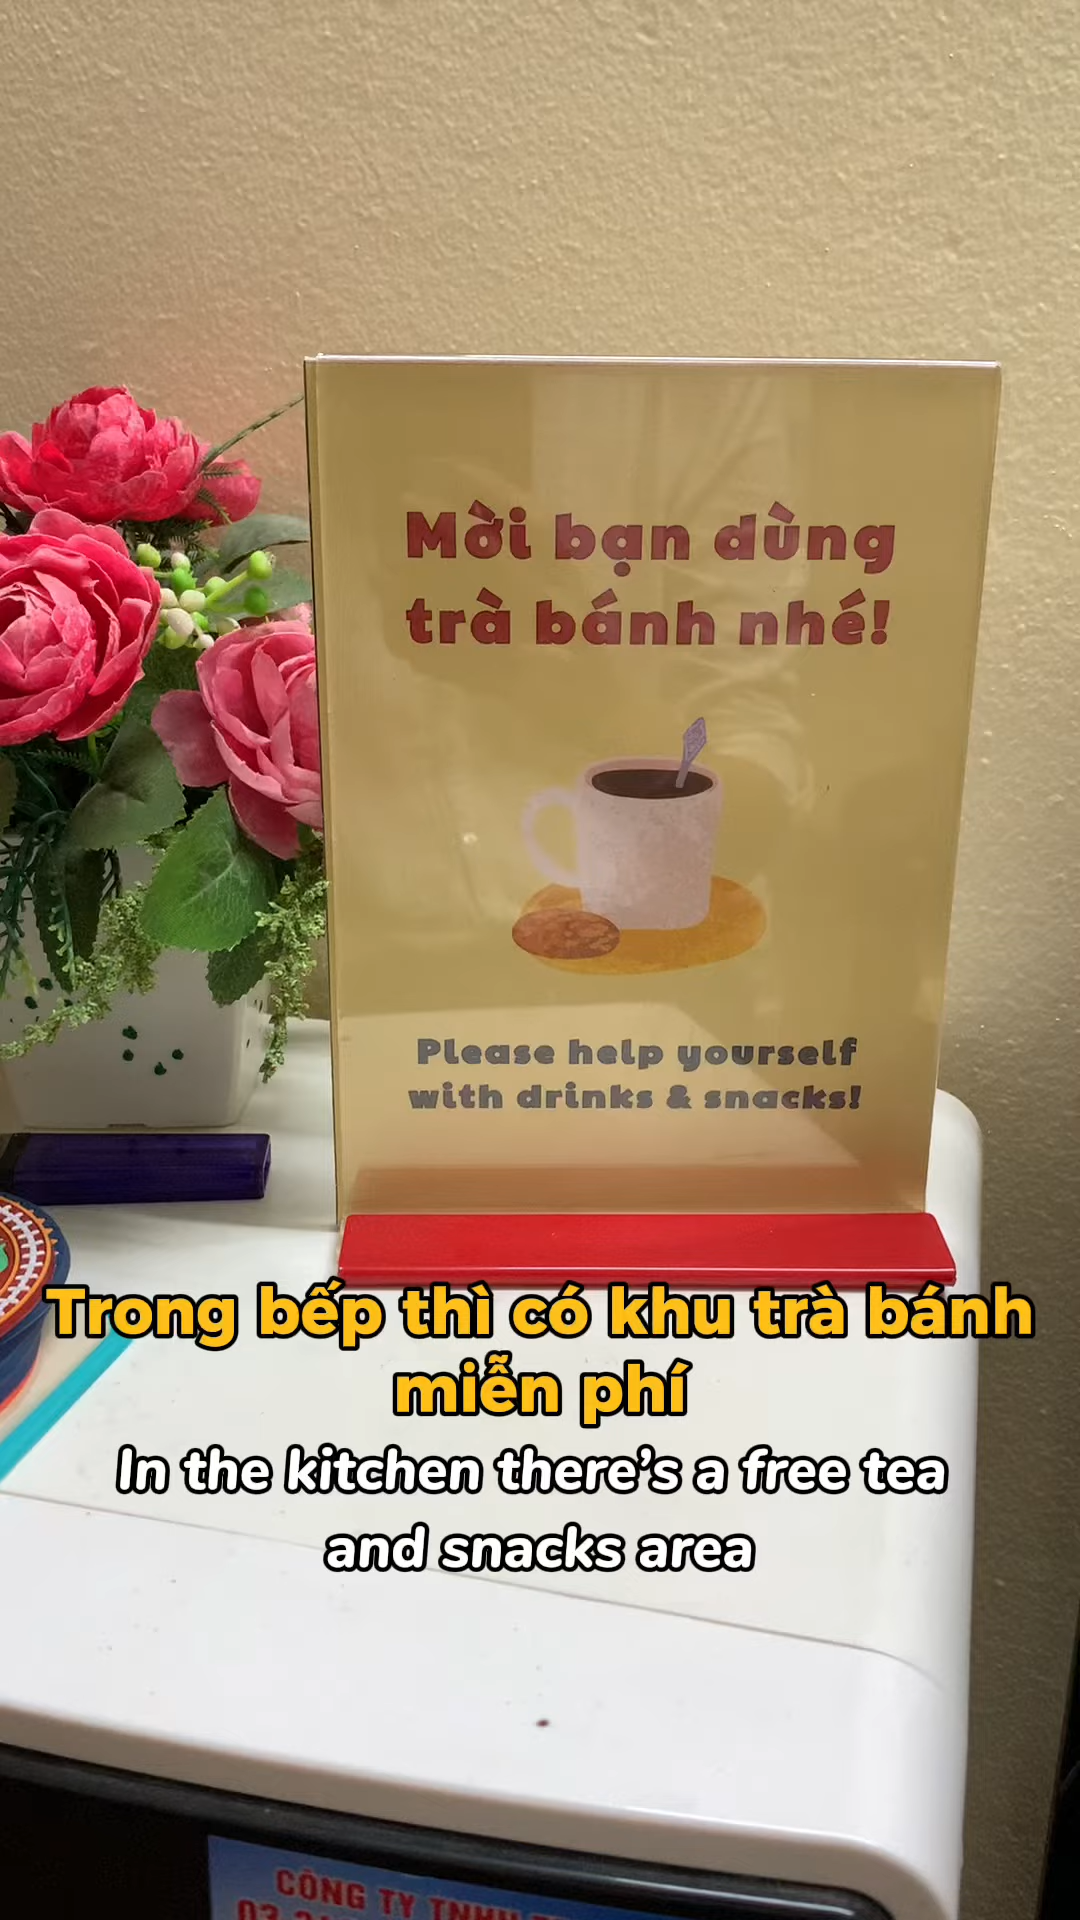 Mời bạn dùng
trà bánh nhé!
Please help yourself
with drinks & snacks!
Trong bếp thì có khu trà bánh
miễn phí
In the kitchen there's a free tea
and snacks area
CÔNG TY TNHH